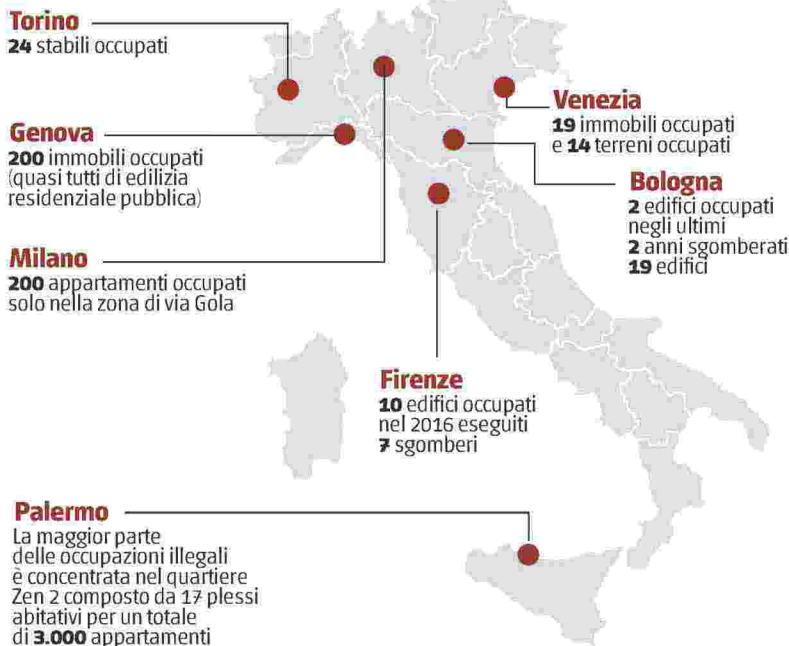 Torino
24 stabili occupati
Genova
200 immobili occupati
(quasi tutti di edilizia
residenziale pubblica)
Milano
200 appartamenti occupati
solo nella zona di via Gola
Venezia
19 immobili occupati
e 14 terreni occupati
Bologna
2 edifici occupati
negli ultimi
2 anni sgomberati
19 edifici
Firenze
10 edifici occupati
nel 2016 eseguiti
7 sgomberi
Palermo
La maggior parte
delle occupazioni illegali
è concentrata nel quartiere
Zen 2 composto da 17 plessi
abitativi per un totale
di 3.000 appartamenti